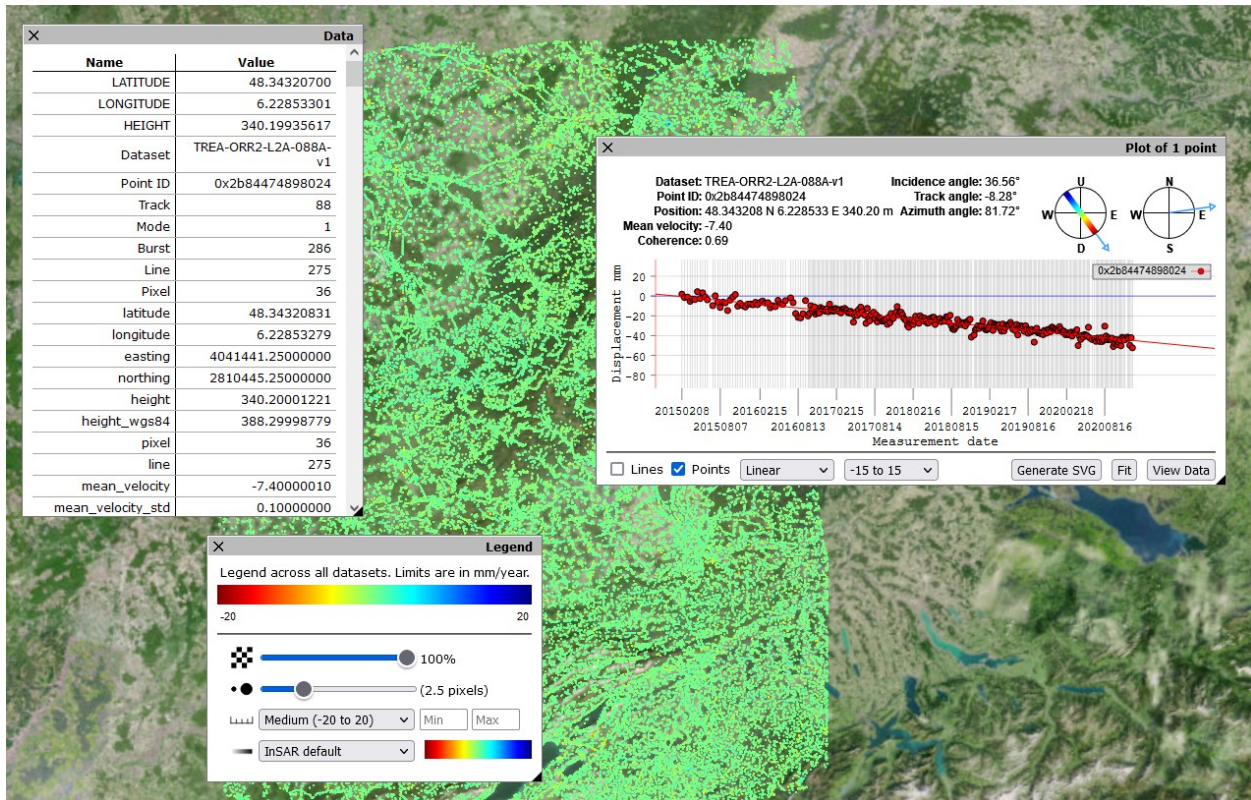 × Data
Name Value
LATITUDE 48.34320700
LONGITUDE 6.22853301
HEIGHT 340.19935617
Dataset TREA-ORR2-L2A-088A-
v1
Point ID 0x2b84474898024
Track 88
Mode 1
Burst 286
Line 275
Pixel 36
latitude 48.34320831
longitude 6.22853279
easting 4041441.25000000
northing 2810445.25000000
height 340.20001221
height_wgs84 388.29998779
pixel 36
line 275
mean_velocity -7.40000010
mean_velocity_std 0.10000000
× Plot of 1 point
Dataset: TREA-ORR2-L2A-088A-v1 Incidence angle: 36.56°
Point ID: 0x2b84474898024 Track angle: -8.28°
Position: 48.343208 N 6.228533 E 340.20 m Azimuth angle: 81.72°
Mean velocity: -7.40
Coherence: 0.69
U N
W E W E
D S
0x2b84474898024
Displacement mm
20
0
-20
-40
-60
-80
20150208 20160215 20170215 20180216 20190217 20200218
20150807 20160813 20170814 20180815 20190816 20200816
Measurement date
Lines Points Linear -15 to 15 Generate SVG Fit View Data
× Legend
Legend across all datasets. Limits are in mm/year.
-20 20
100%
(2.5 pixels)
Medium (-20 to 20) Min Max
InSAR default